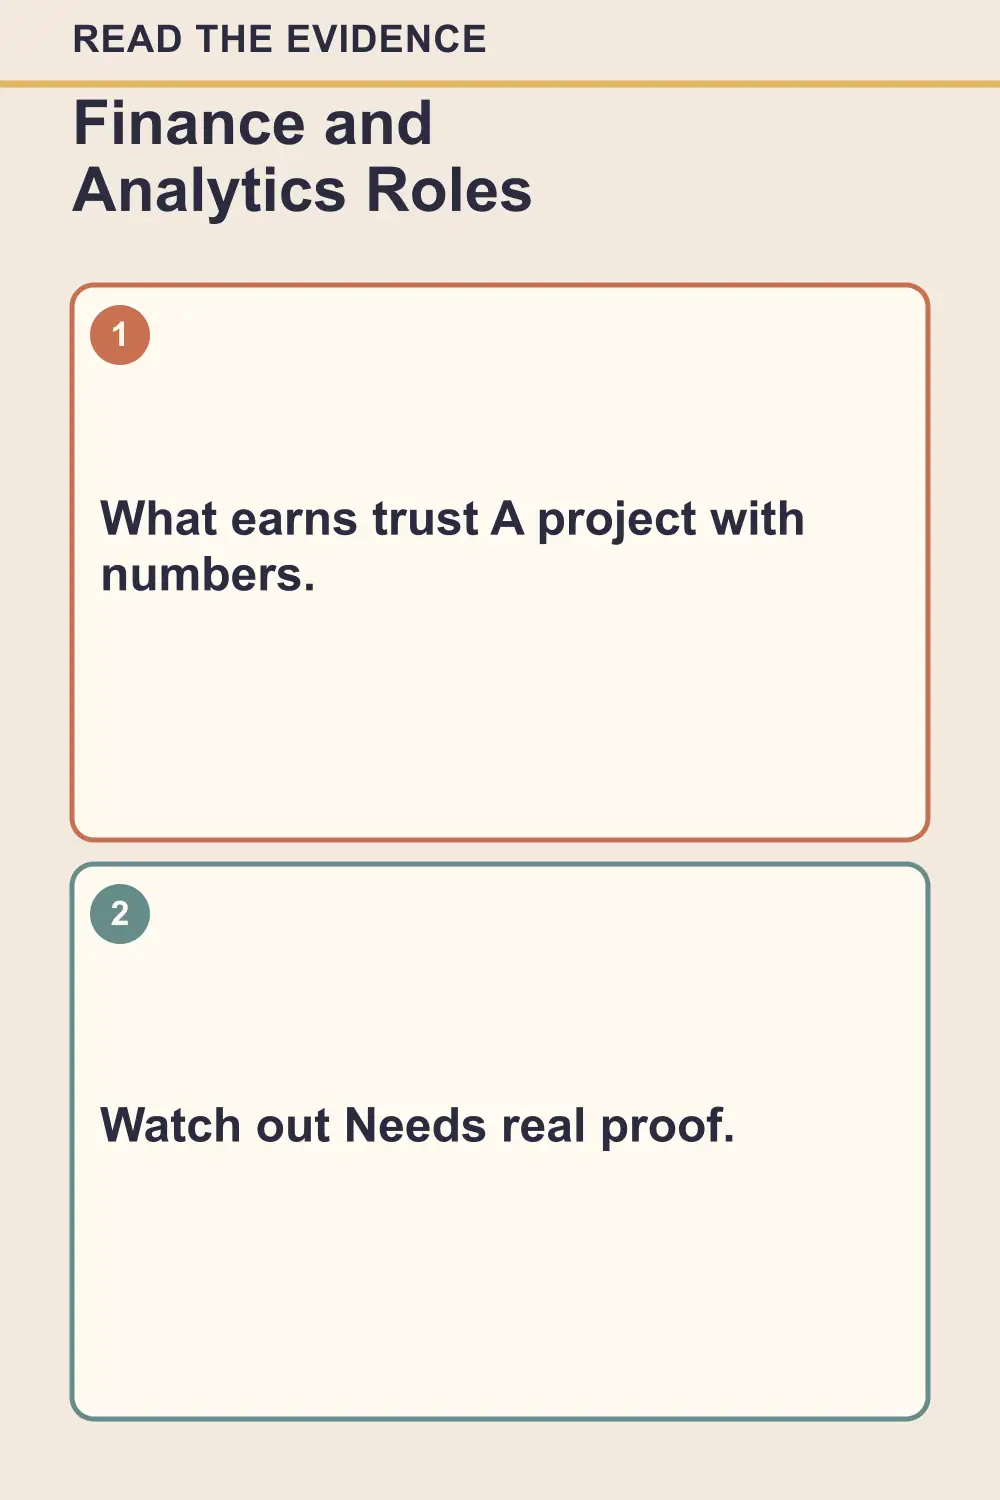 READ THE EVIDENCE
Finance and
Analytics Roles
1
What earns trust A project with
numbers.
2
Watch out Needs real proof.